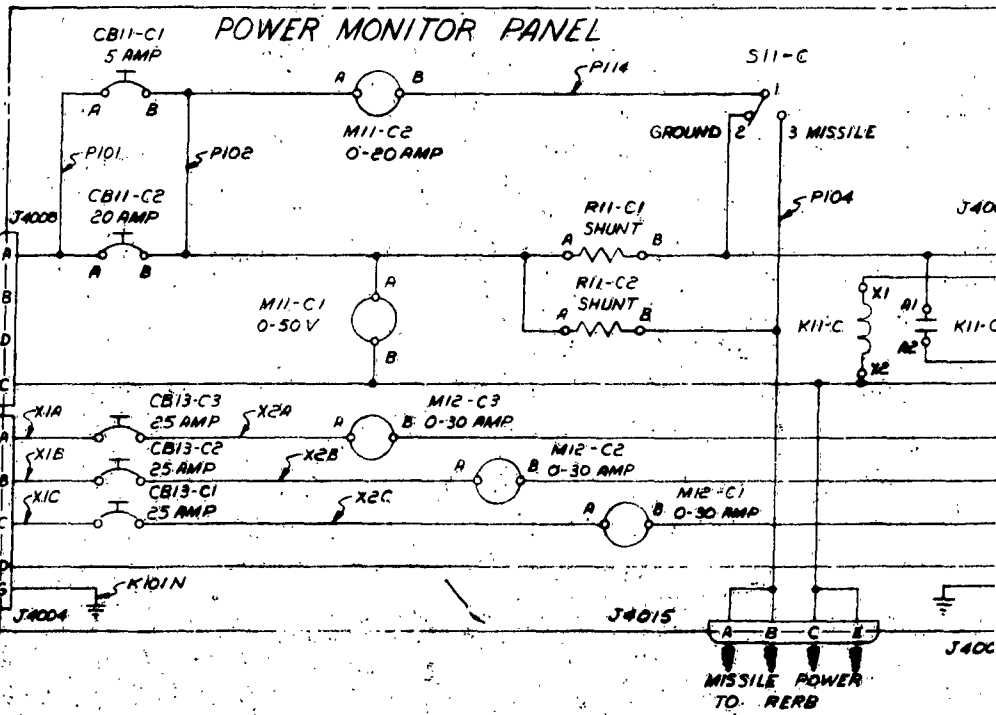 POWER MONITOR PANEL
CB11-C1
5 AMP
A B
A B
P114
S11-C
1
M11-C2
0-20 AMP
GROUND 2
3 MISSILE
P101
P102
CB11-C2
20 AMP
P104
J4005
R11-C1
SHUNT
A B
A B
R11-C2
SHUNT
A B
M11-C1
0-50 V
A
B
X1
X2
K11-C
A1
A2
K11-C
A
B
D
C
X1A
CB13-C3
25 AMP
X2A
M12-C3
A B 0-30 AMP
A
X1B
CB13-C2
25 AMP
X2B
M12-C2
A B 0-30 AMP
B
X1C
CB13-C1
25 AMP
X2C
M12-C1
A B 0-30 AMP
C
D
G
K101N
J4004
J4015
A B C E
J400
MISSILE POWER
TO RERB